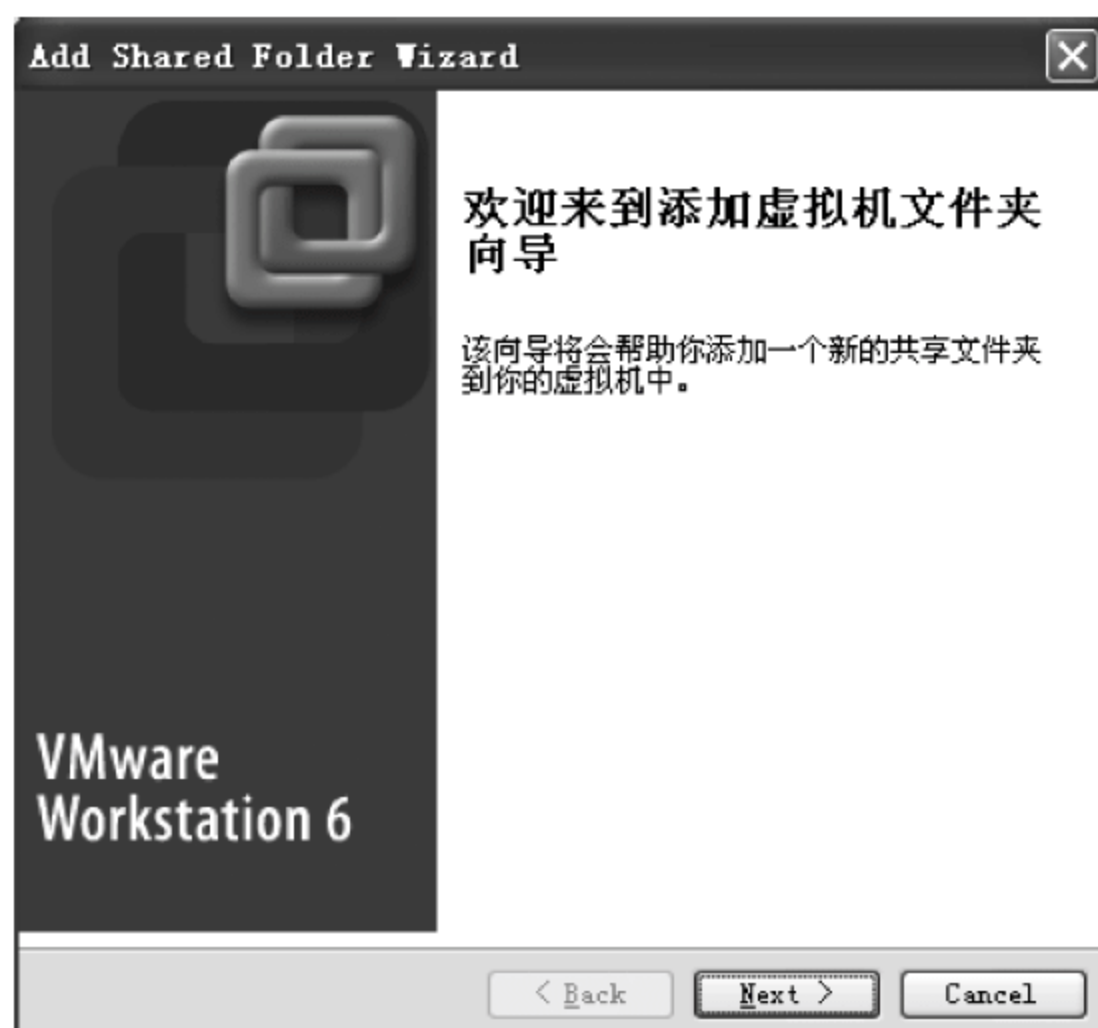 Add Shared Folder Wizard
欢迎来到添加虚拟机文件夹
向导
该向导将会帮助你添加一个新的共享文件夹
到你的虚拟机中。
VMware
Workstation 6
< Back Next > Cancel